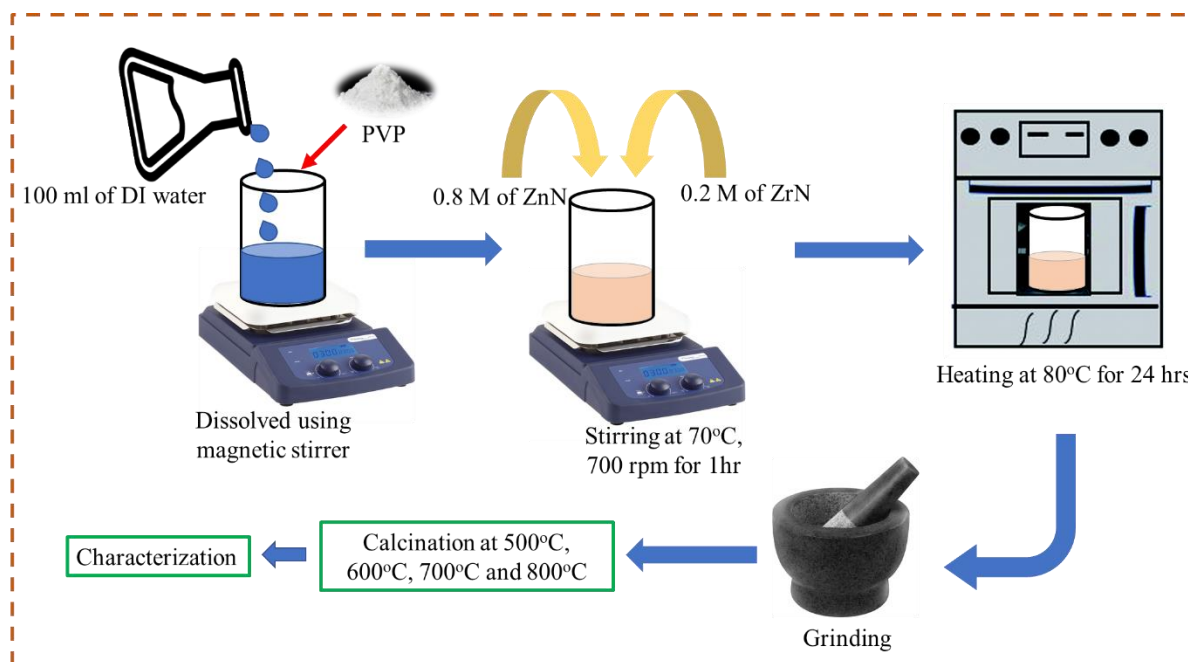 100 ml of DI water
PVP
Dissolved using
magnetic stirrer
0.8 M of ZnN
0.2 M of ZrN
Stirring at 70°C,
700 rpm for 1hr
Heating at 80°C for 24 hrs
Grinding
Calcination at 500°C,
600°C, 700°C and 800°C
Characterization